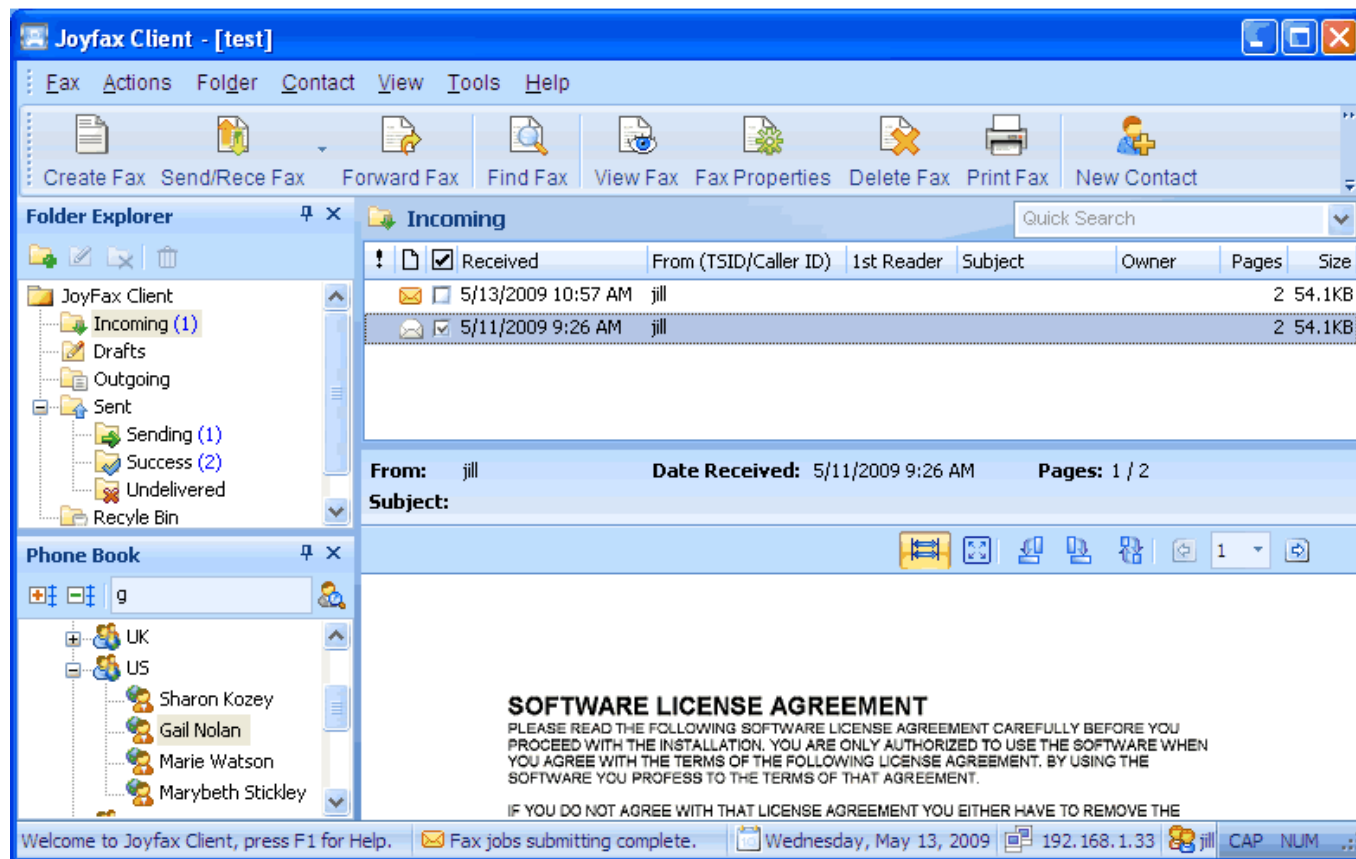 Joyfax Client - [test]
Fax Actions Folder Contact View Tools Help
Create Fax Send/Rece Fax Forward Fax Find Fax View Fax Fax Properties Delete Fax Print Fax New Contact
Folder Explorer
JoyFax Client
Incoming (1)
Drafts
Outgoing
Sent
Sending (1)
Success (2)
Undelivered
Recyle Bin
Phone Book
g
UK
US
Sharon Kozey
Gail Nolan
Marie Watson
Marybeth Stickley
Incoming
Quick Search
! Received From (TSID/Caller ID) 1st Reader Subject Owner Pages Size
5/13/2009 10:57 AM jill 2 54.1KB
5/11/2009 9:26 AM jill 2 54.1KB
From: jill Date Received: 5/11/2009 9:26 AM Pages: 1 / 2
Subject:
1
SOFTWARE LICENSE AGREEMENT
PLEASE READ THE FOLLOWING SOFTWARE LICENSE AGREEMENT CAREFULLY BEFORE YOU
PROCEED WITH THE INSTALLATION. YOU ARE ONLY AUTHORIZED TO USE THE SOFTWARE WHEN
YOU AGREE WITH THE TERMS OF THE FOLLOWING LICENSE AGREEMENT. BY USING THE
SOFTWARE YOU PROFESS TO THE TERMS OF THAT AGREEMENT.
IF YOU DO NOT AGREE WITH THAT LICENSE AGREEMENT YOU EITHER HAVE TO REMOVE THE
Welcome to Joyfax Client, press F1 for Help. Fax jobs submitting complete. Wednesday, May 13, 2009 192.168.1.33 jill CAP NUM